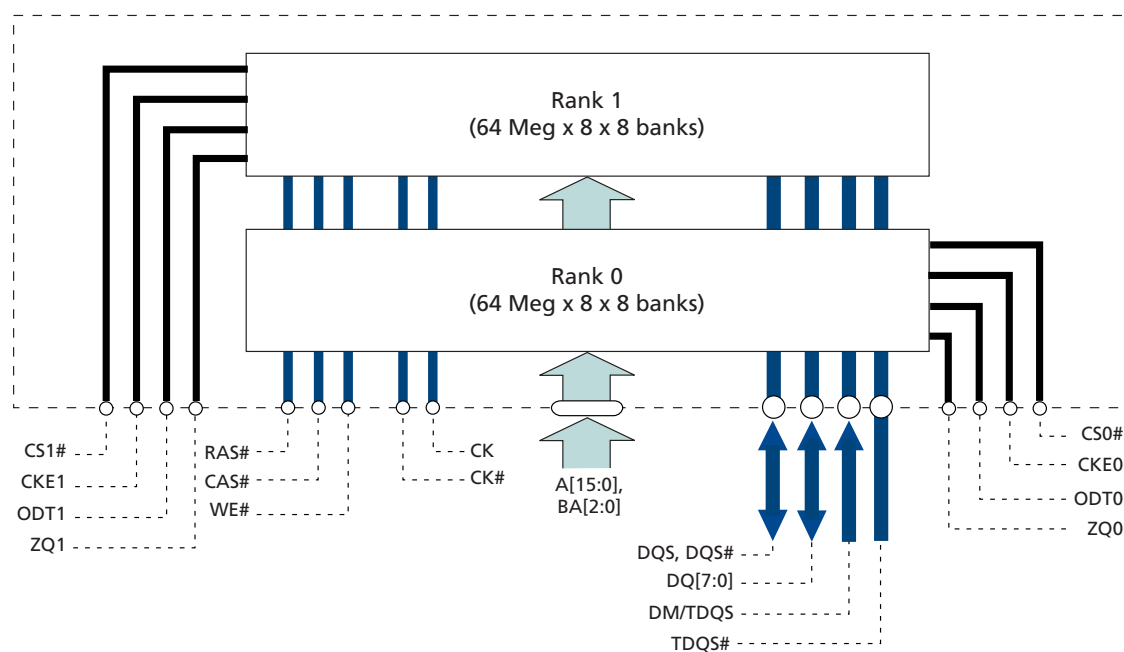 Rank 1
(64 Meg x 8 x 8 banks)
Rank 0
(64 Meg x 8 x 8 banks)
CS1#
CKE1
ODT1
ZQ1
RAS#
CAS#
WE#
CK
CK#
A[15:0],
BA[2:0]
DQS, DQS#
DQ[7:0]
DM/TDQS
TDQS#
CS0#
CKE0
ODT0
ZQ0